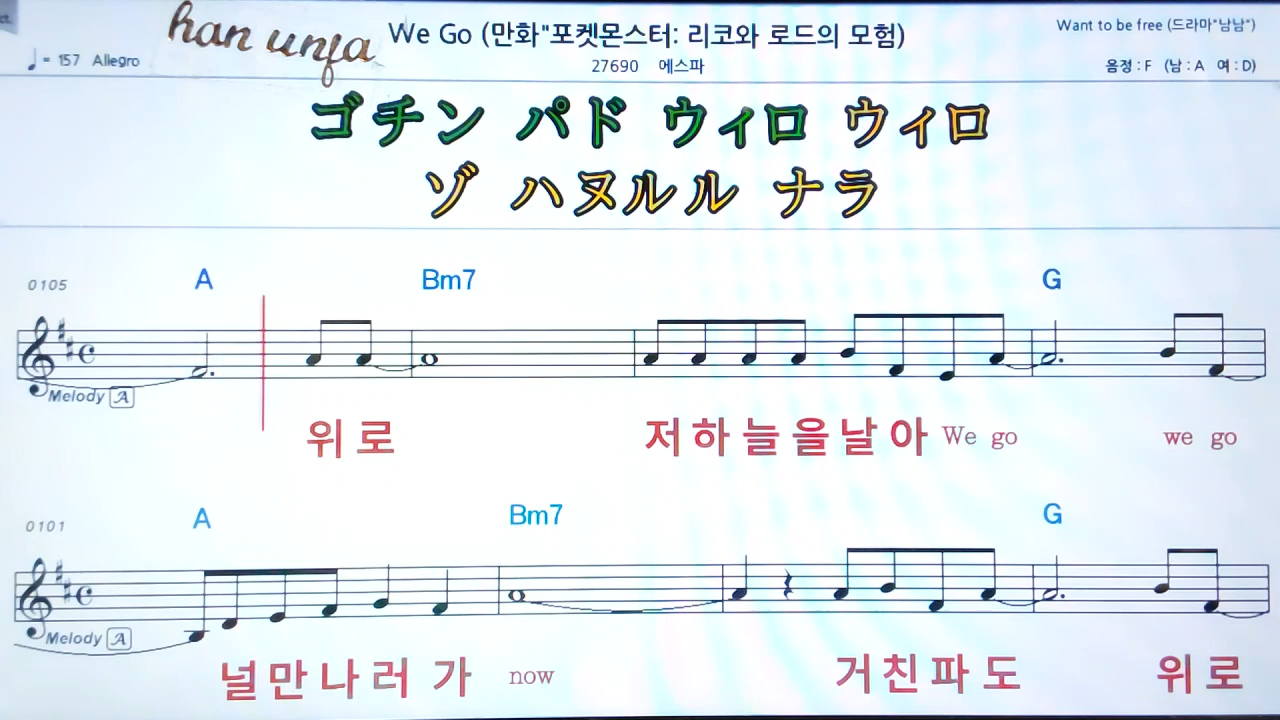 han unfa
We Go (만화"포켓몬스터: 리코와 로드의 모험)
Want to be free (드라마"남남")
♩= 157 Allegro
27690 에스파
음정 : F (남 : A 여 : D)
ゴチン パド ウィロ ウィロ
ゾ ハヌルル ナラ
0105 A Bm7 G
Melody A
위로 저하늘을날아 We go we go
0101 A Bm7 G
Melody A
널만나러 가 now 거친파도 위로